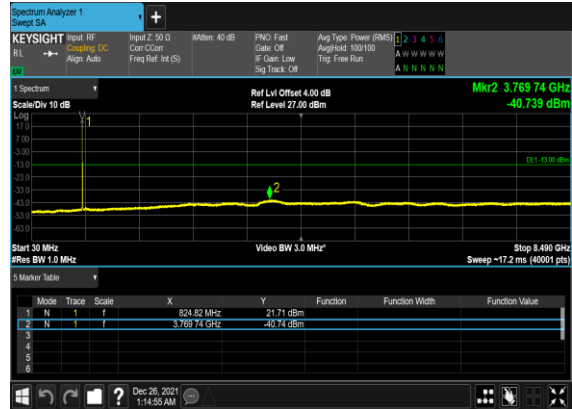 Spectrum Analyzer 1
Swept SA
+
KEYSIGHT Input: RF Input Z: 50 Ω #Atten: 40 dB PNO: Fast Avg Type: Power (RMS) 1 2 3 4 5 6
RL Coupling: DC Corr CCorr Gate: Off Avg|Hold: 100/100 A W W W W W
Align: Auto Freq Ref: Int (S) IF Gain: Low Trig: Free Run
Sig Track: Off A N N N N N
1 Spectrum Ref Lvl Offset 4.00 dB Mkr2 3.769 74 GHz
Scale/Div 10 dB Ref Level 27.00 dBm -40.739 dBm
Log
17.0 1
7.00
-3.00
-13.0 DL1 -13.00 dBm
-23.0
-33.0 2
-43.0
-53.0
-63.0
Start 30 MHz Video BW 3.0 MHz* Stop 8.490 GHz
#Res BW 1.0 MHz Sweep ~17.2 ms (40001 pts)
5 Marker Table
Mode Trace Scale X Y Function Function Width Function Value
1 N 1 f 824.82 MHz 21.71 dBm
2 N 1 f 3.769 74 GHz -40.74 dBm
3
4
5
6
? Dec 26, 2021
1:14:55 AM